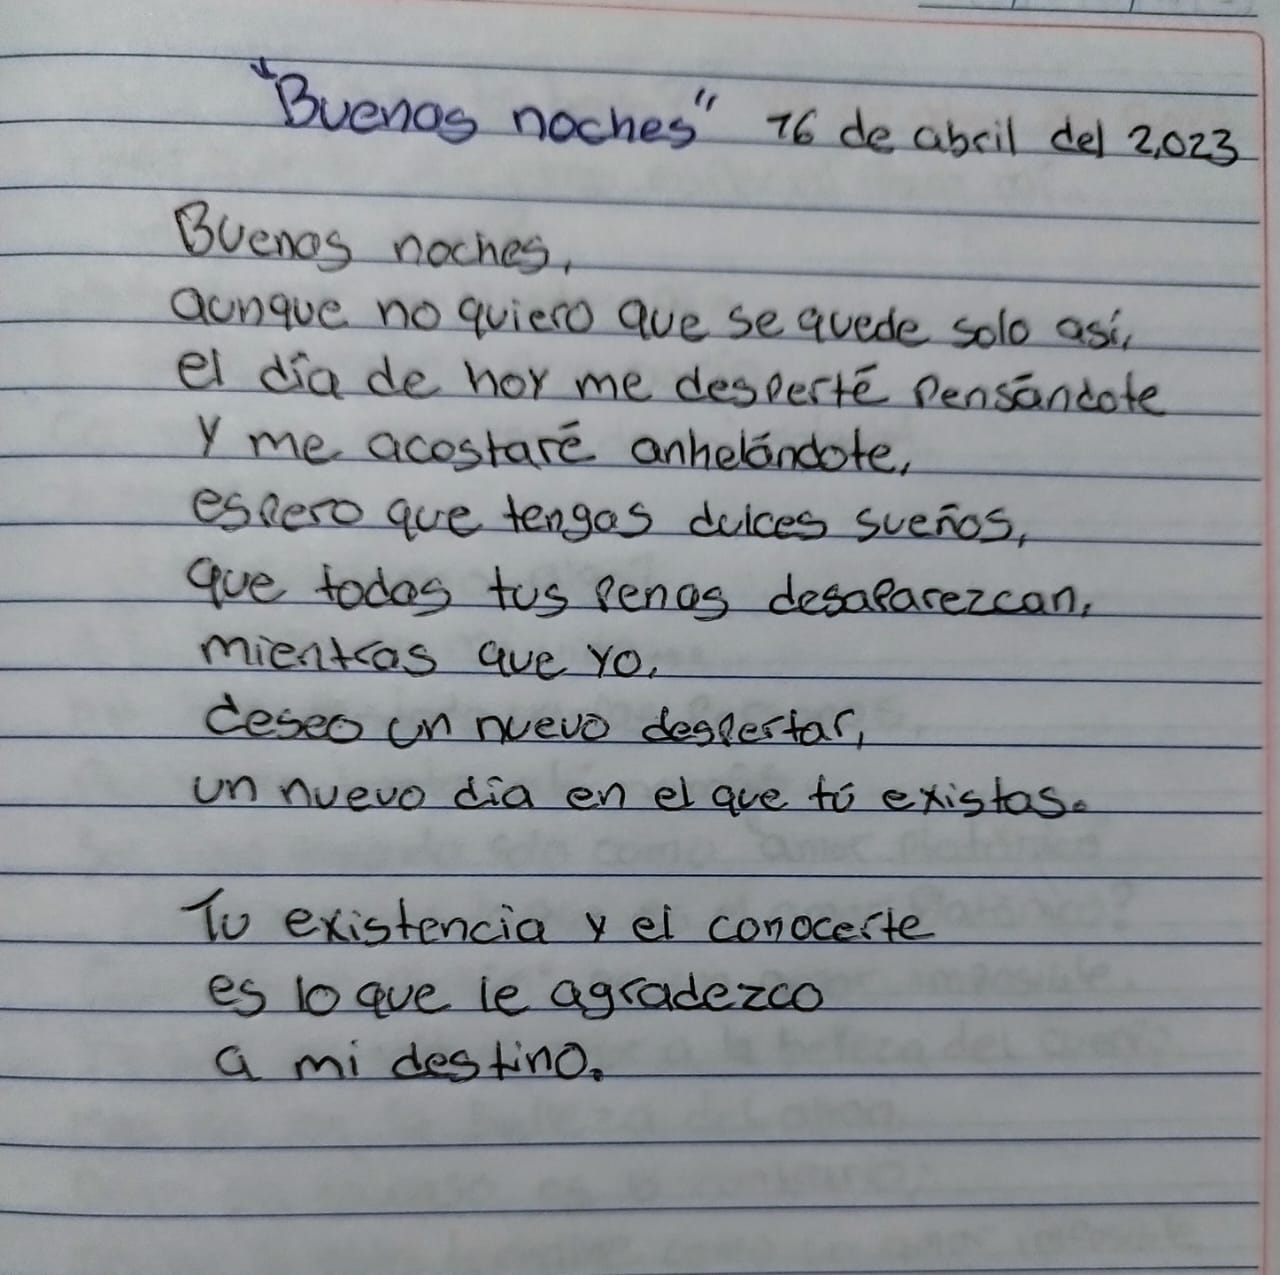 "Buenas noches" 16 de abril del 2,023
Buenas noches,
aunque no quiero que se quede solo así,
el día de hoy me desperté pensándote
y me acostaré anhelándote,
espero que tengas dulces sueños,
que todas tus penas desaparezcan,
mientras que yo,
deseo un nuevo despertar,
un nuevo día en el que tú existas.
Tu existencia y el conocerte
es lo que le agradezco
a mi destino.